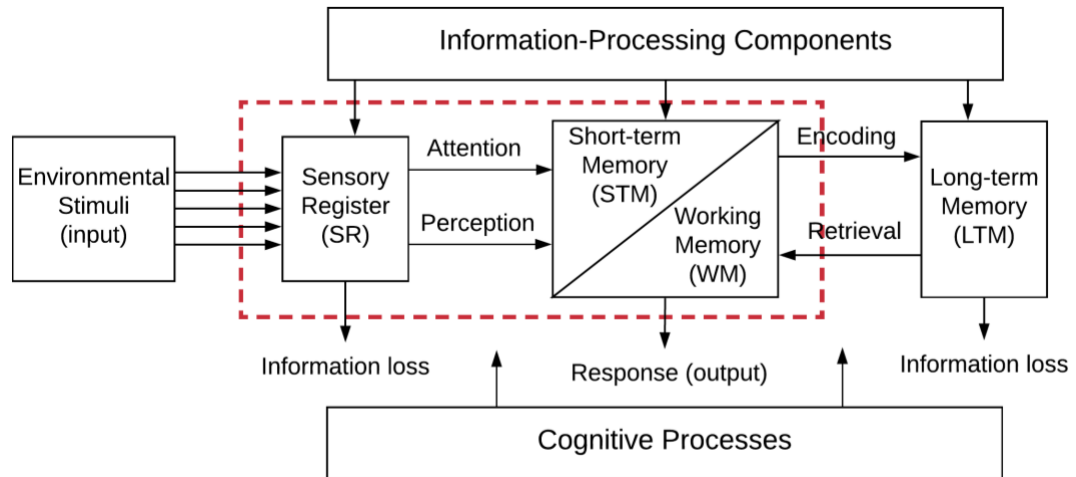 Information-Processing Components
Environmental
Stimuli
(input)
Sensory
Register
(SR)
Attention
Perception
Short-term
Memory
(STM)
Working
Memory
(WM)
Encoding
Retrieval
Long-term
Memory
(LTM)
Information loss
Response (output)
Information loss
Cognitive Processes